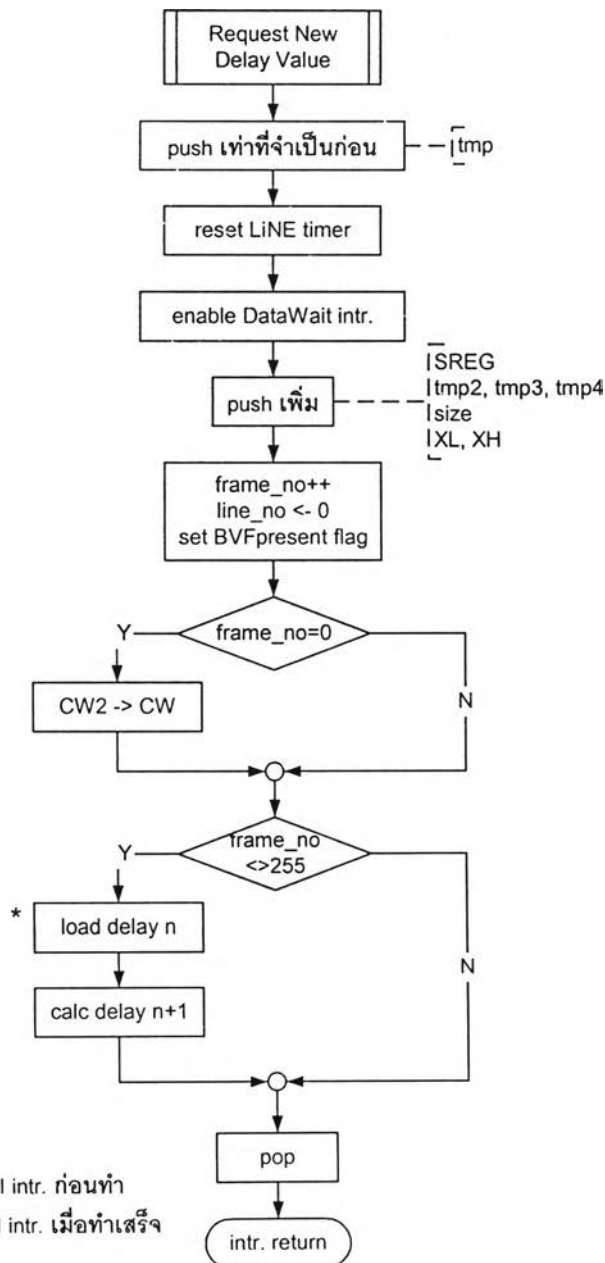 Request New
Delay Value
push เท่าที่จำเป็นก่อน
tmp
reset LiNE timer
enable DataWait intr.
push เพิ่ม
SREG
tmp2, tmp3, tmp4
size
XL, XH
frame_no++
line_no <- 0
set BVFpresent flag
frame_no=0
Y
N
CW2 -> CW
frame_no
<>255
Y
N
*
load delay n
calc delay n+1
pop
intr. ก่อนทำ
intr. เมื่อทำเสร็จ
intr. return